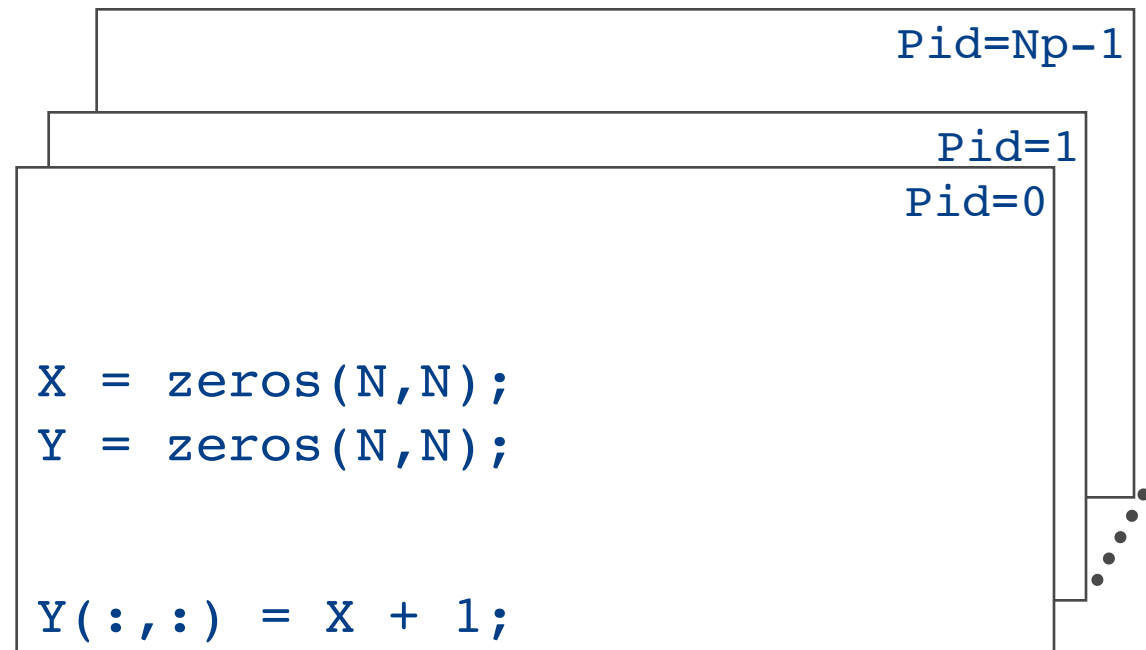 Pid=Np-1
Pid=1
Pid=0
X = zeros(N,N);
Y = zeros(N,N);
Y(:,:) = X + 1;